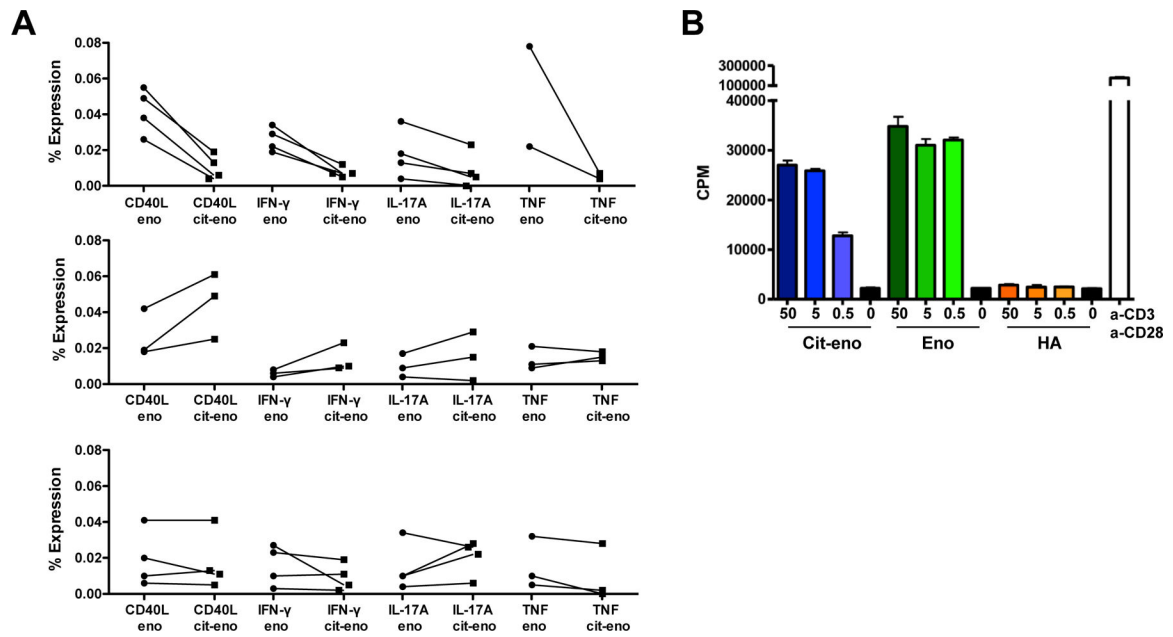 A
% Expression
0.08
0.06
0.04
0.02
0.00
CD40L CD40L IFN-γ IFN-γ IL-17A IL-17A TNF TNF
eno cit-eno eno cit-eno eno cit-eno eno cit-eno
% Expression
0.08
0.06
0.04
0.02
0.00
CD40L CD40L IFN-γ IFN-γ IL-17A IL-17A TNF TNF
eno cit-eno eno cit-eno eno cit-eno eno cit-eno
% Expression
0.08
0.06
0.04
0.02
0.00
CD40L CD40L IFN-γ IFN-γ IL-17A IL-17A TNF TNF
eno cit-eno eno cit-eno eno cit-eno eno cit-eno
B
CPM
300000
100000
40000
30000
20000
10000
0
50 5 0.5 0 50 5 0.5 0 50 5 0.5 0 a-CD3
Cit-eno Eno HA a-CD28